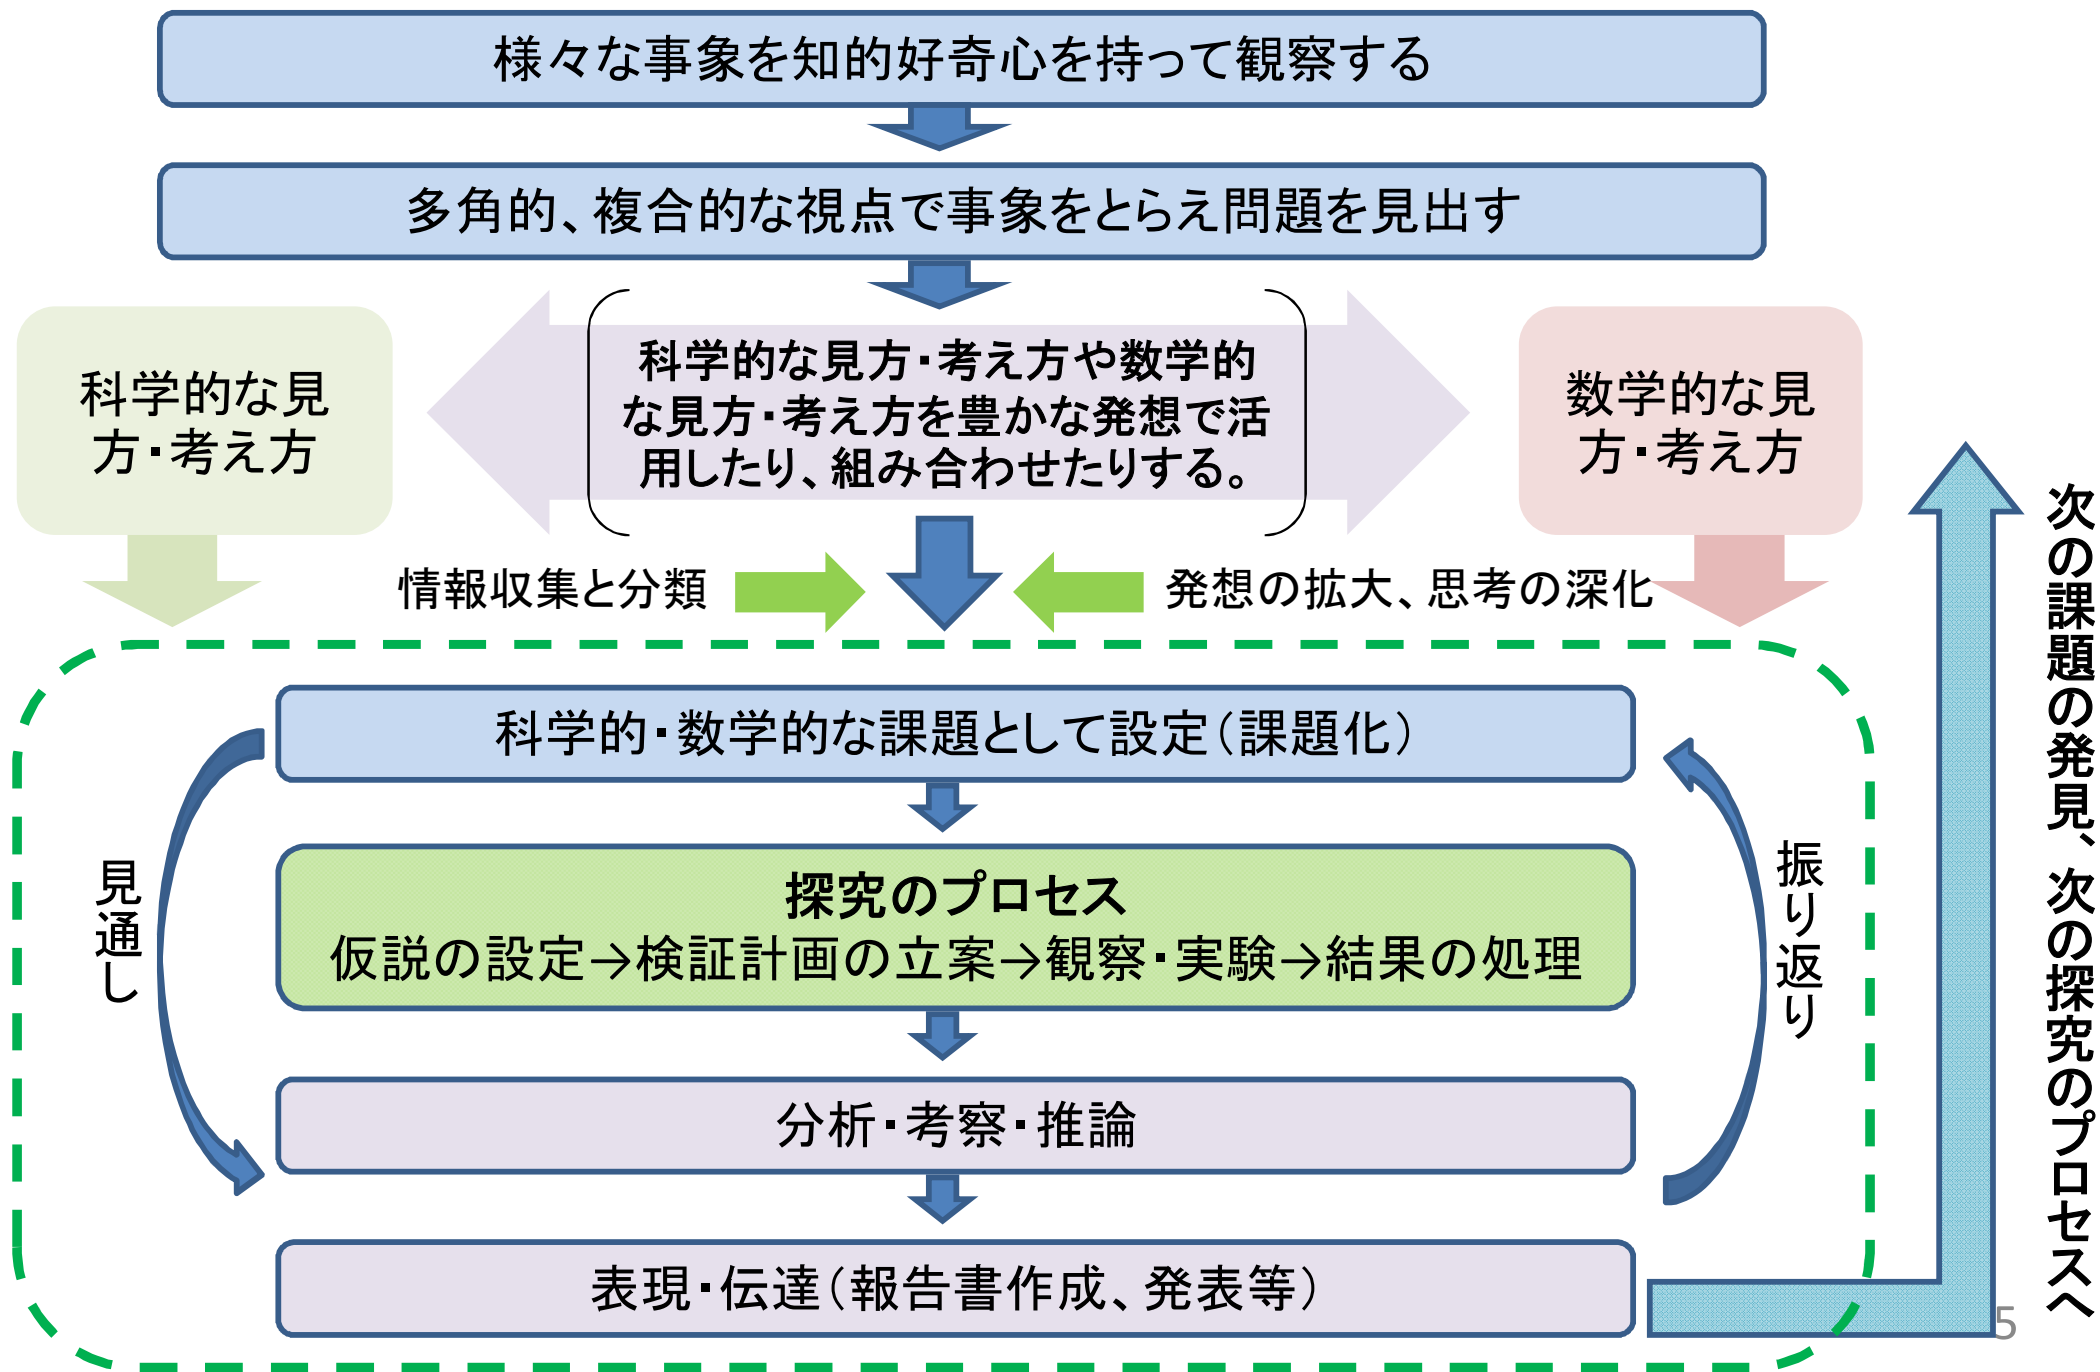 様々な事象を知的好奇心を持って観察する
多角的、複合的な視点で事象をとらえ問題を見出す
科学的な見
方・考え方
科学的な見方・考え方や数学的
な見方・考え方を豊かな発想で活
用したり、組み合わせたりする。
数学的な見
方・考え方
情報収集と分類
発想の拡大、思考の深化
科学的・数学的な課題として設定(課題化)
探究のプロセス
仮説の設定→検証計画の立案→観察・実験→結果の処理
分析・考察・推論
表現・伝達(報告書作成、発表等)
見通し
振り返り
次の課題の発見、次の探究のプロセスへ
5